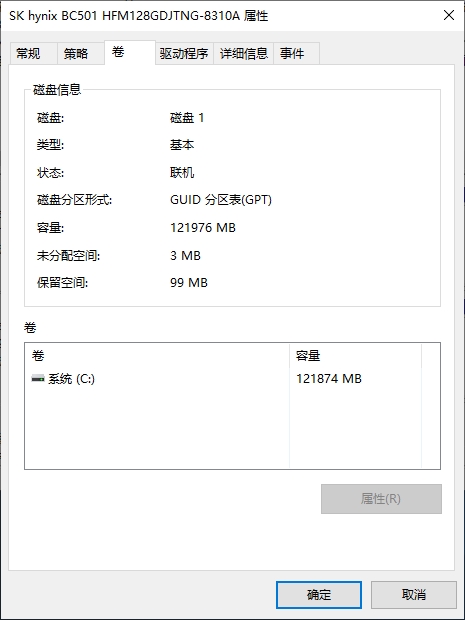 SK hynix BC501 HFM128GDJTNG-8310A 属性
常规 策略 卷 驱动程序 详细信息 事件
磁盘信息
磁盘: 磁盘 1
类型: 基本
状态: 联机
磁盘分区形式: GUID 分区表(GPT)
容量: 121976 MB
未分配空间: 3 MB
保留空间: 99 MB
卷
卷 容量
系统 (C:) 121874 MB
属性(R)
确定 取消